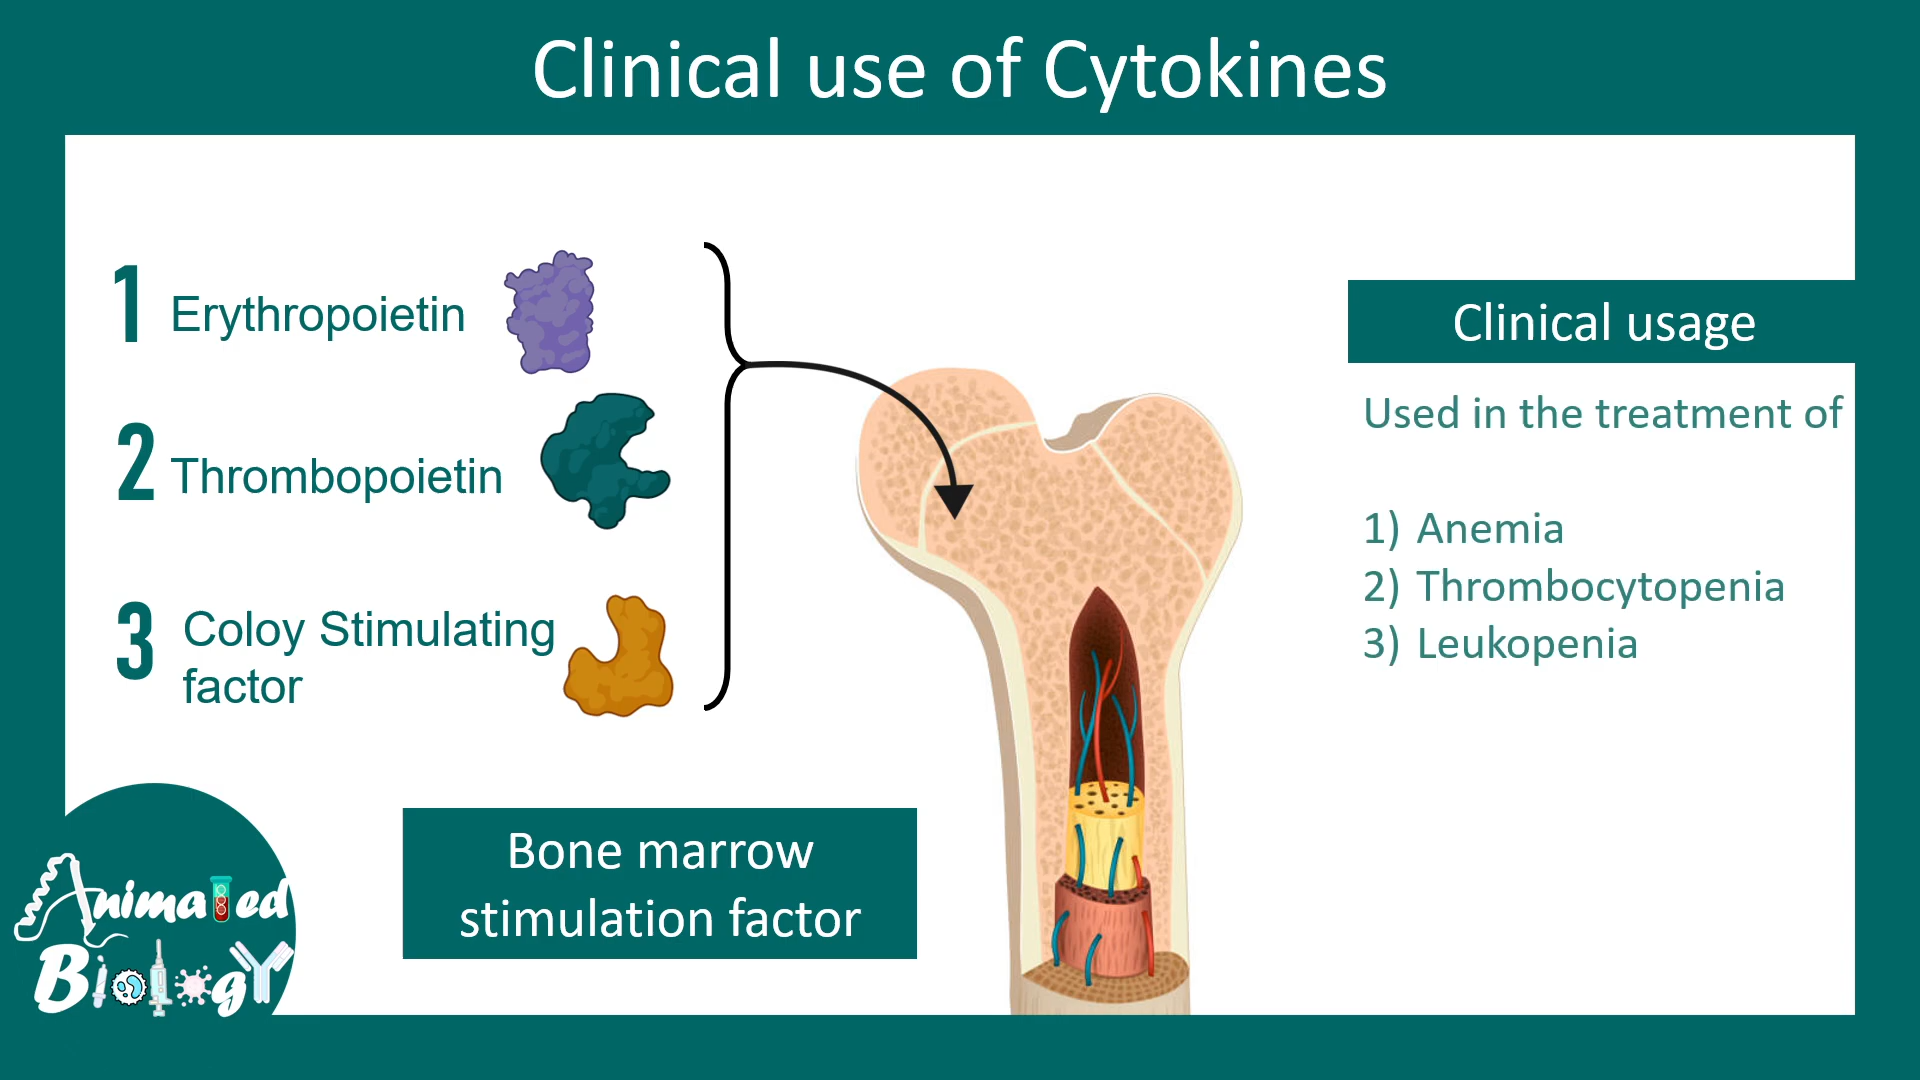 Clinical use of Cytokines
1 Erythropoietin
2 Thrombopoietin
3 Coloy Stimulating
factor
Bone marrow
stimulation factor
Clinical usage
Used in the treatment of
1) Anemia
2) Thrombocytopenia
3) Leukopenia
Animated
Biology